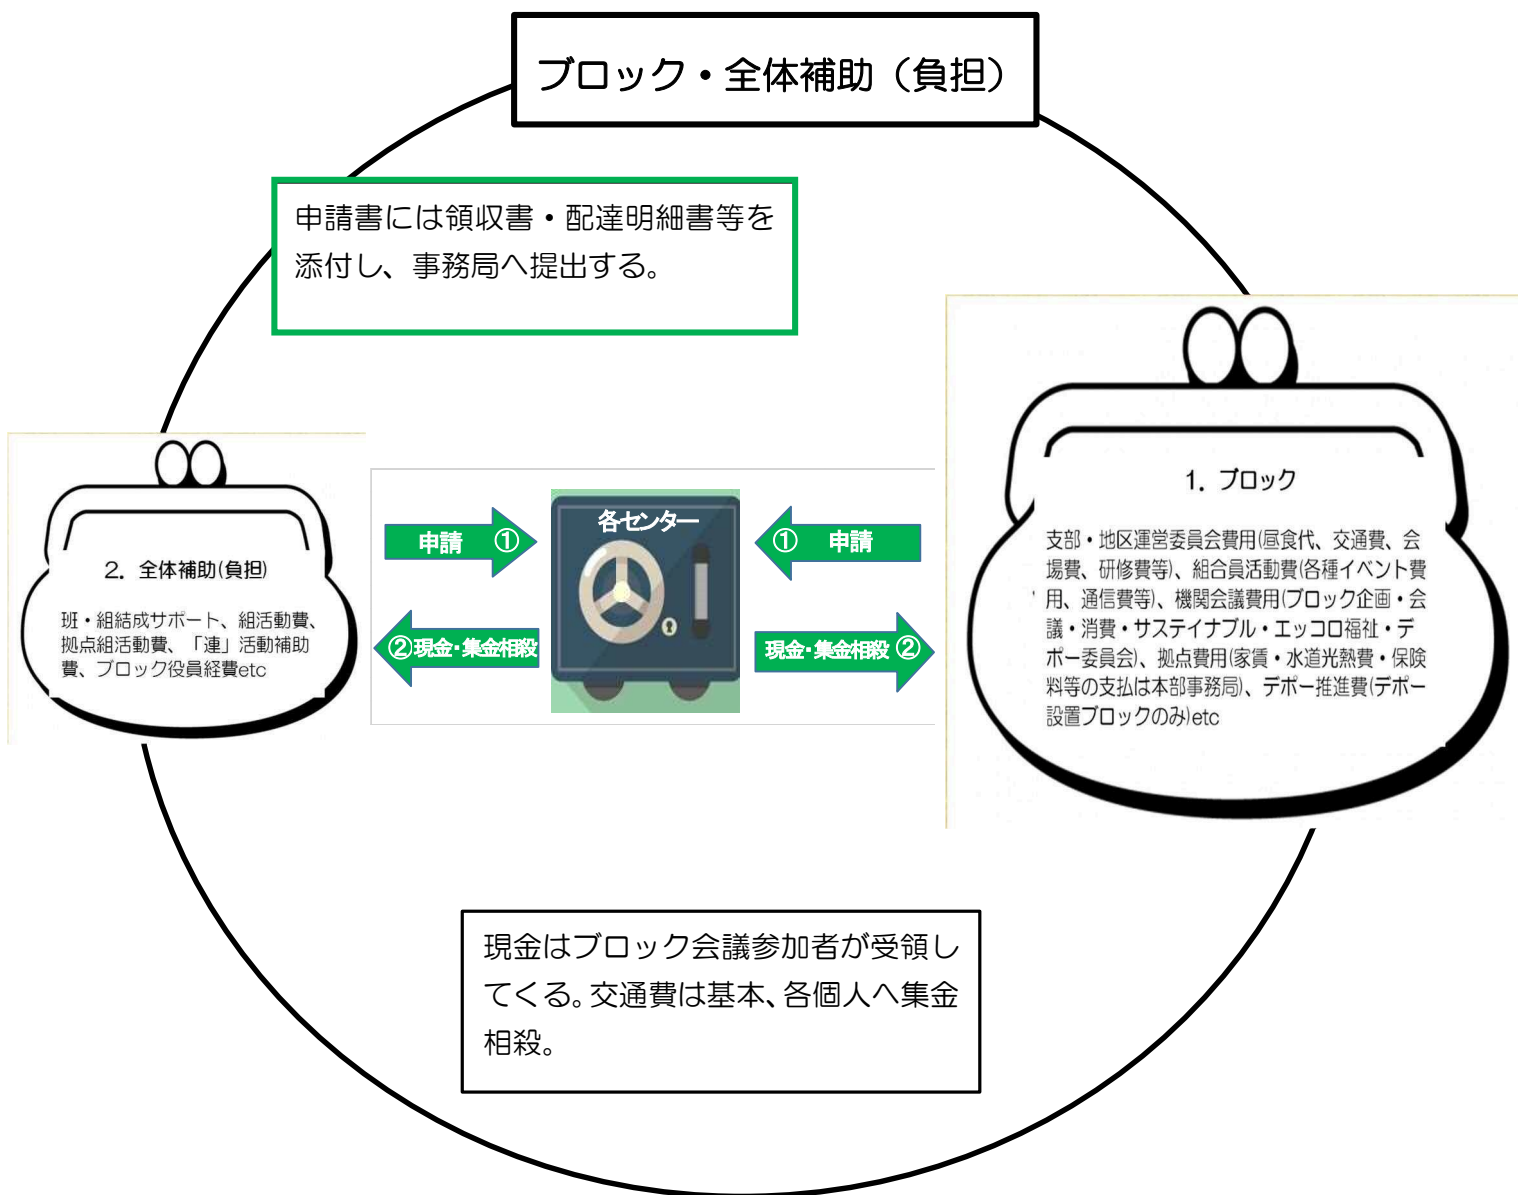 ブロック・全体補助（負担）
申請書には領収書・配達明細書等を
添付し、事務局へ提出する。
1．ブロック
支部・地区運営委員会費用(昼食代、交通費、会
場費、研修費等)、組合員活動費(各種イベント費
用、通信費等)、機関会議費用(ブロック企画・会
議・消費・サステイナブル・エッコロ福祉・デ
ポー委員会)、拠点費用(家賃・水道光熱費・保険
料等の支払は本部事務局)、デポー推進費(デポー
設置ブロックのみ)etc
各センター
申請 ①
① 申請
②現金・集金相殺
現金・集金相殺 ②
2．全体補助(負担)
班・組結成サポート、組活動費、
拠点組活動費、「連」活動補助
費、ブロック役員経費etc
現金はブロック会議参加者が受領し
てくる。交通費は基本、各個人へ集金
相殺。